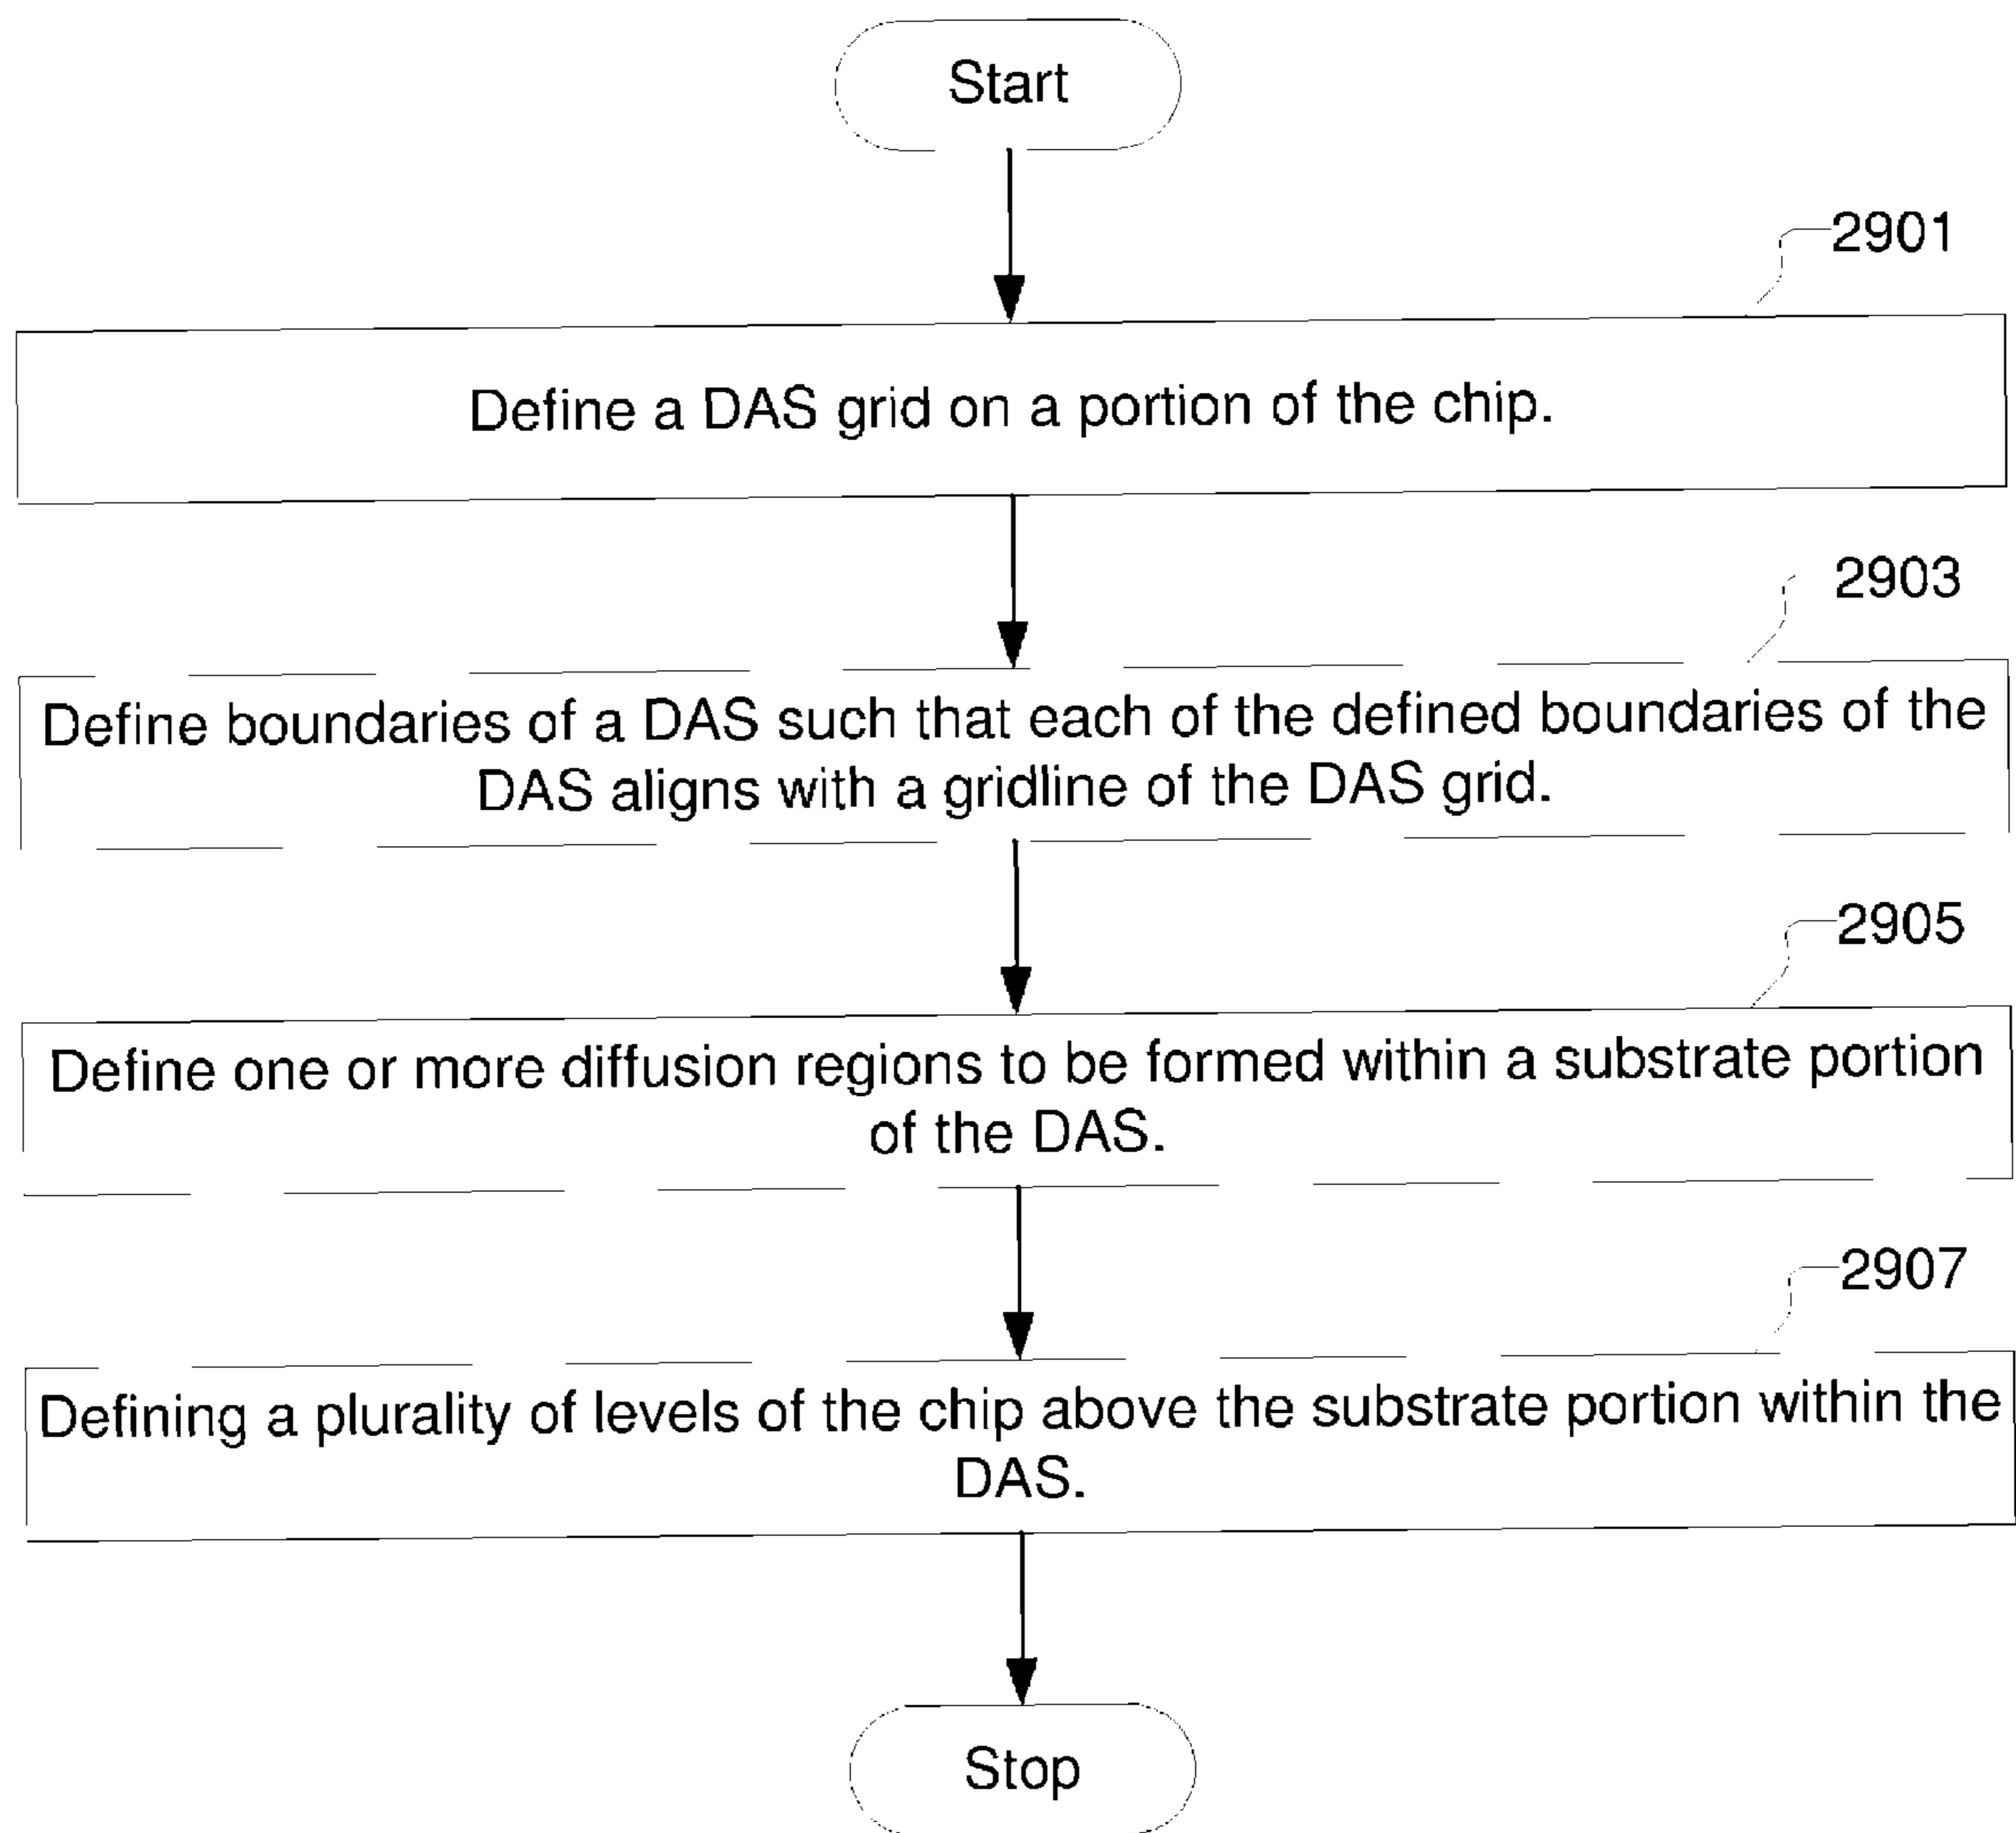 Start
2901
Define a DAS grid on a portion of the chip.
2903
Define boundaries of a DAS such that each of the defined boundaries of the
DAS aligns with a gridline of the DAS grid.
2905
Define one or more diffusion regions to be formed within a substrate portion
of the DAS.
2907
Defining a plurality of levels of the chip above the substrate portion within the
DAS.
Stop